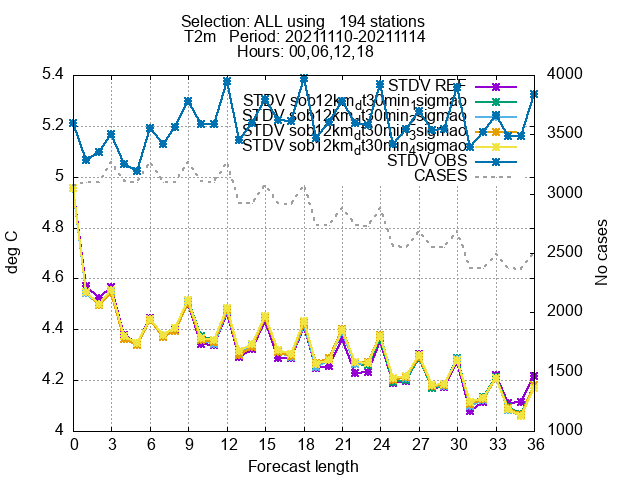 Selection: ALL using 194 stations
T2m Period: 20211110-20211114
Hours: 00,06,12,18
STDV REF
STDV sob12km_dt30min_1sigmao
STDV sob12km_dt30min_2sigmao
STDV sob12km_dt30min_3sigmao
STDV sob12km_dt30min_4sigmao
STDV OBS
CASES
5.4
5.2
5
4.8
4.6
4.4
4.2
4
deg C
4000
3500
3000
2500
2000
1500
1000
No cases
0 3 6 9 12 15 18 21 24 27 30 33 36
Forecast length